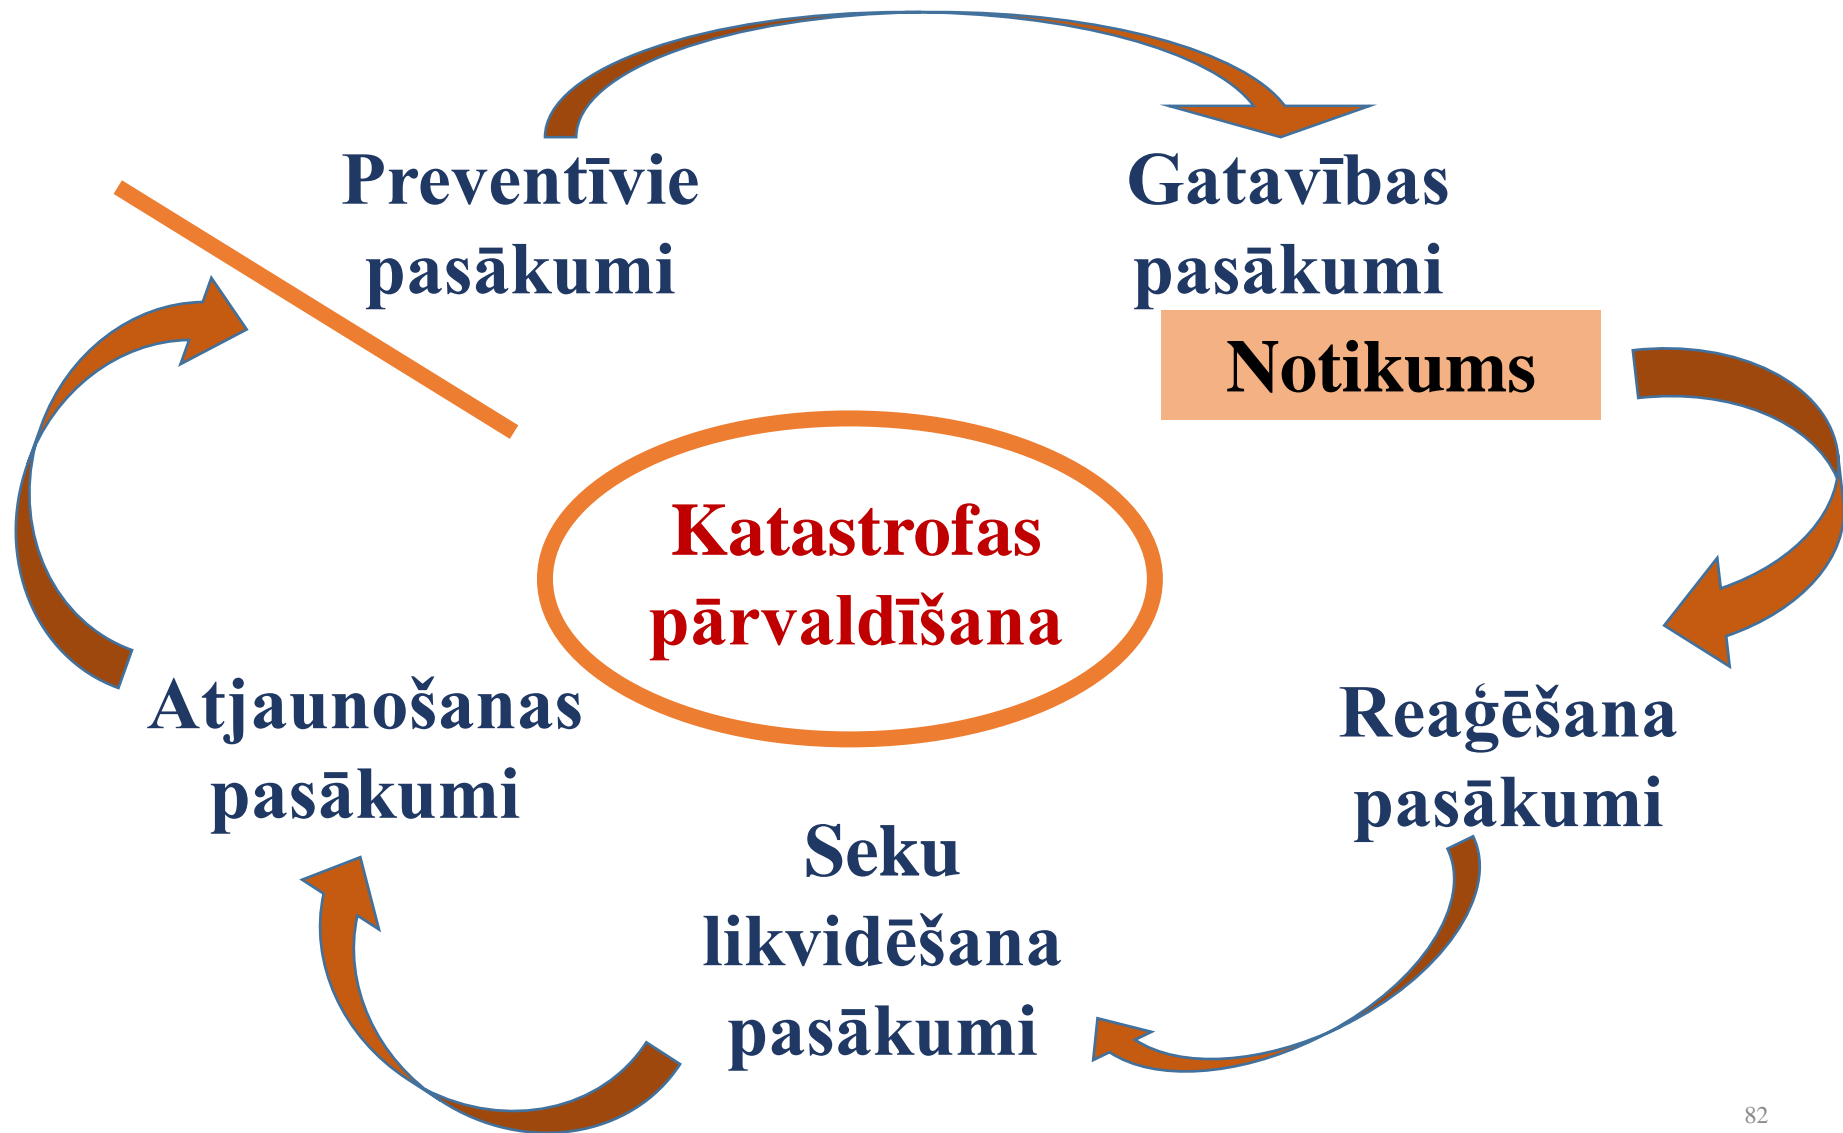 Preventīvie
pasākumi
Gatavības
pasākumi
Notikums
Katastrofas
pārvaldīšana
Atjaunošanas
pasākumi
Reaģēšana
pasākumi
Seku
likvidēšana
pasākumi
82